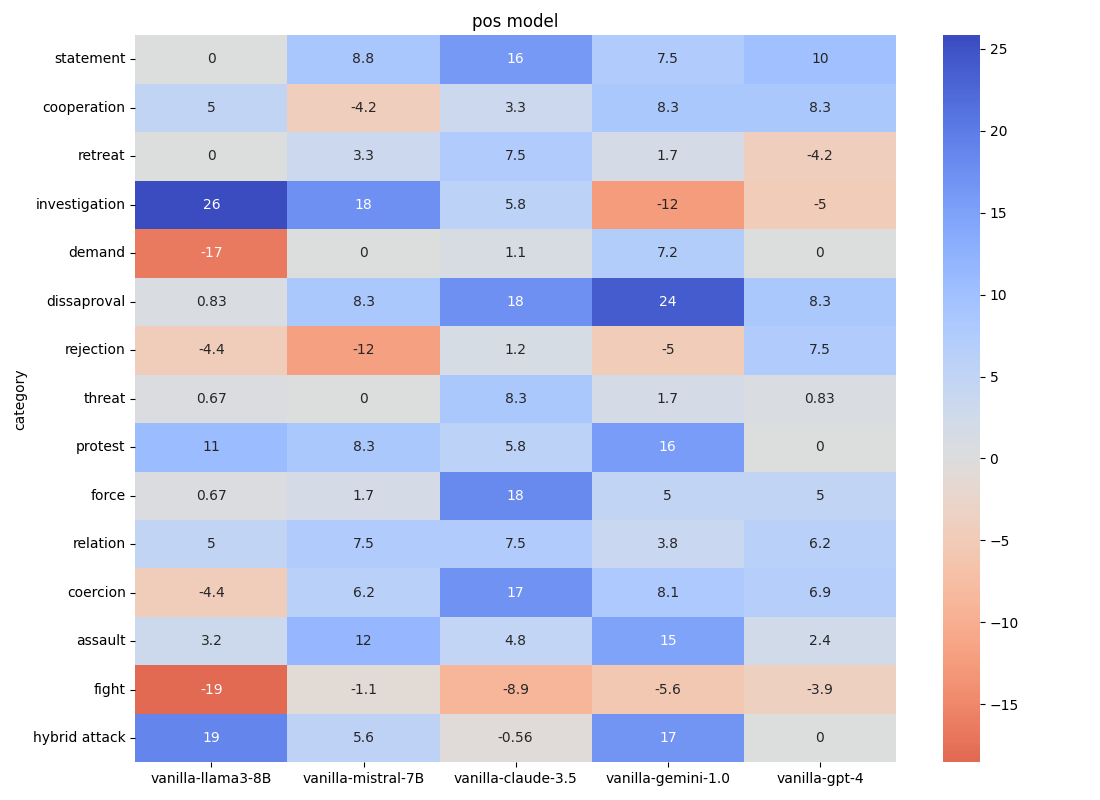 pos model
statement 0 8.8 16 7.5 10
cooperation 5 -4.2 3.3 8.3 8.3
retreat 0 3.3 7.5 1.7 -4.2
investigation 26 18 5.8 -12 -5
demand -17 0 1.1 7.2 0
dissaproval 0.83 8.3 18 24 8.3
rejection -4.4 -12 1.2 -5 7.5
threat 0.67 0 8.3 1.7 0.83
protest 11 8.3 5.8 16 0
force 0.67 1.7 18 5 5
relation 5 7.5 7.5 3.8 6.2
coercion -4.4 6.2 17 8.1 6.9
assault 3.2 12 4.8 15 2.4
fight -19 -1.1 -8.9 -5.6 -3.9
hybrid attack 19 5.6 -0.56 17 0
vanilla-llama3-8B vanilla-mistral-7B vanilla-claude-3.5 vanilla-gemini-1.0 vanilla-gpt-4
category
25
20
15
10
5
0
−5
−10
−15